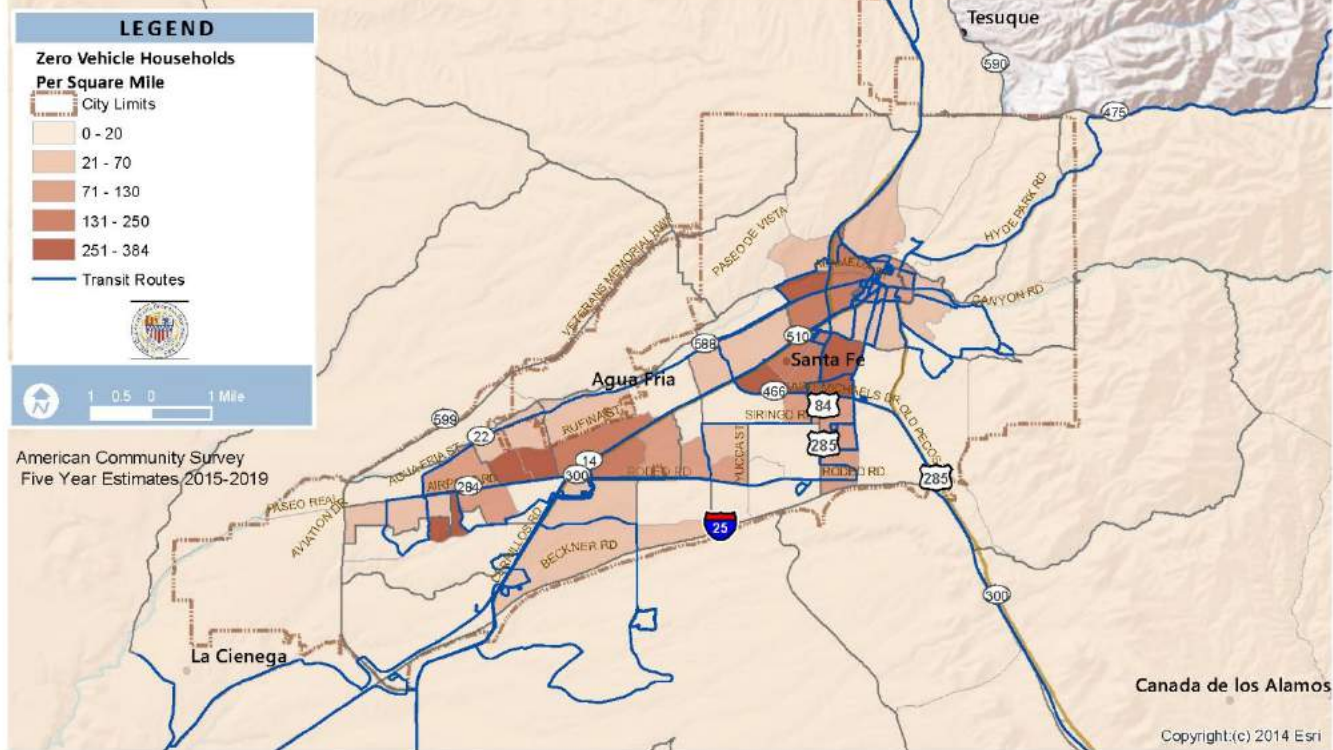 LEGEND
Zero Vehicle Households
Per Square Mile
City Limits
0 - 20
21 - 70
71 - 130
131 - 250
251 - 384
Transit Routes
N
1 0.5 0 1 Mile
American Community Survey
Five Year Estimates 2015-2019
Tesuque
590
475
HYDE PARK RD
PASEO DE VISTA
VETERANS MEMORIAL HWY
CANYON RD
510
588
Santa Fe
Agua Fria
466
MICHAELS DR
OLD PECOS
84
SIRINGO R
599
RUFINA ST
22
285
YUCCA ST
AGUA FRIA ST
14
300
RODEO RD
RODEO RD
285
AIRP
RD
284
PASEO REAL
AVIATION DR
25
CERRILLOS RD
BECKNER RD
300
La Cienega
Canada de los Alamos
Copyright:(c) 2014 Esri